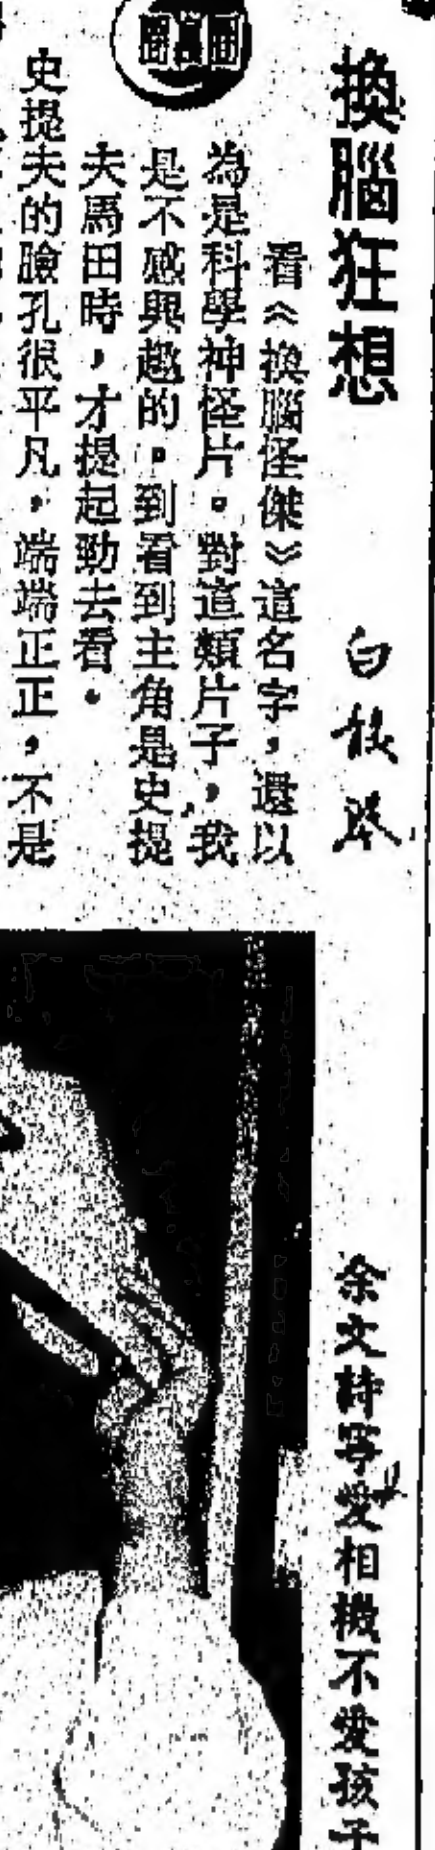 換腦狂想
看《換腦怪傑》這名字，還以
為是科學神怪片。對這類片子，我
是不感興趣的。到看到主角是史提
夫馬田時，才提起勁去看。
史提夫的臉孔很平凡，端端正正，不是
余文詩寧愛相機不愛孩子